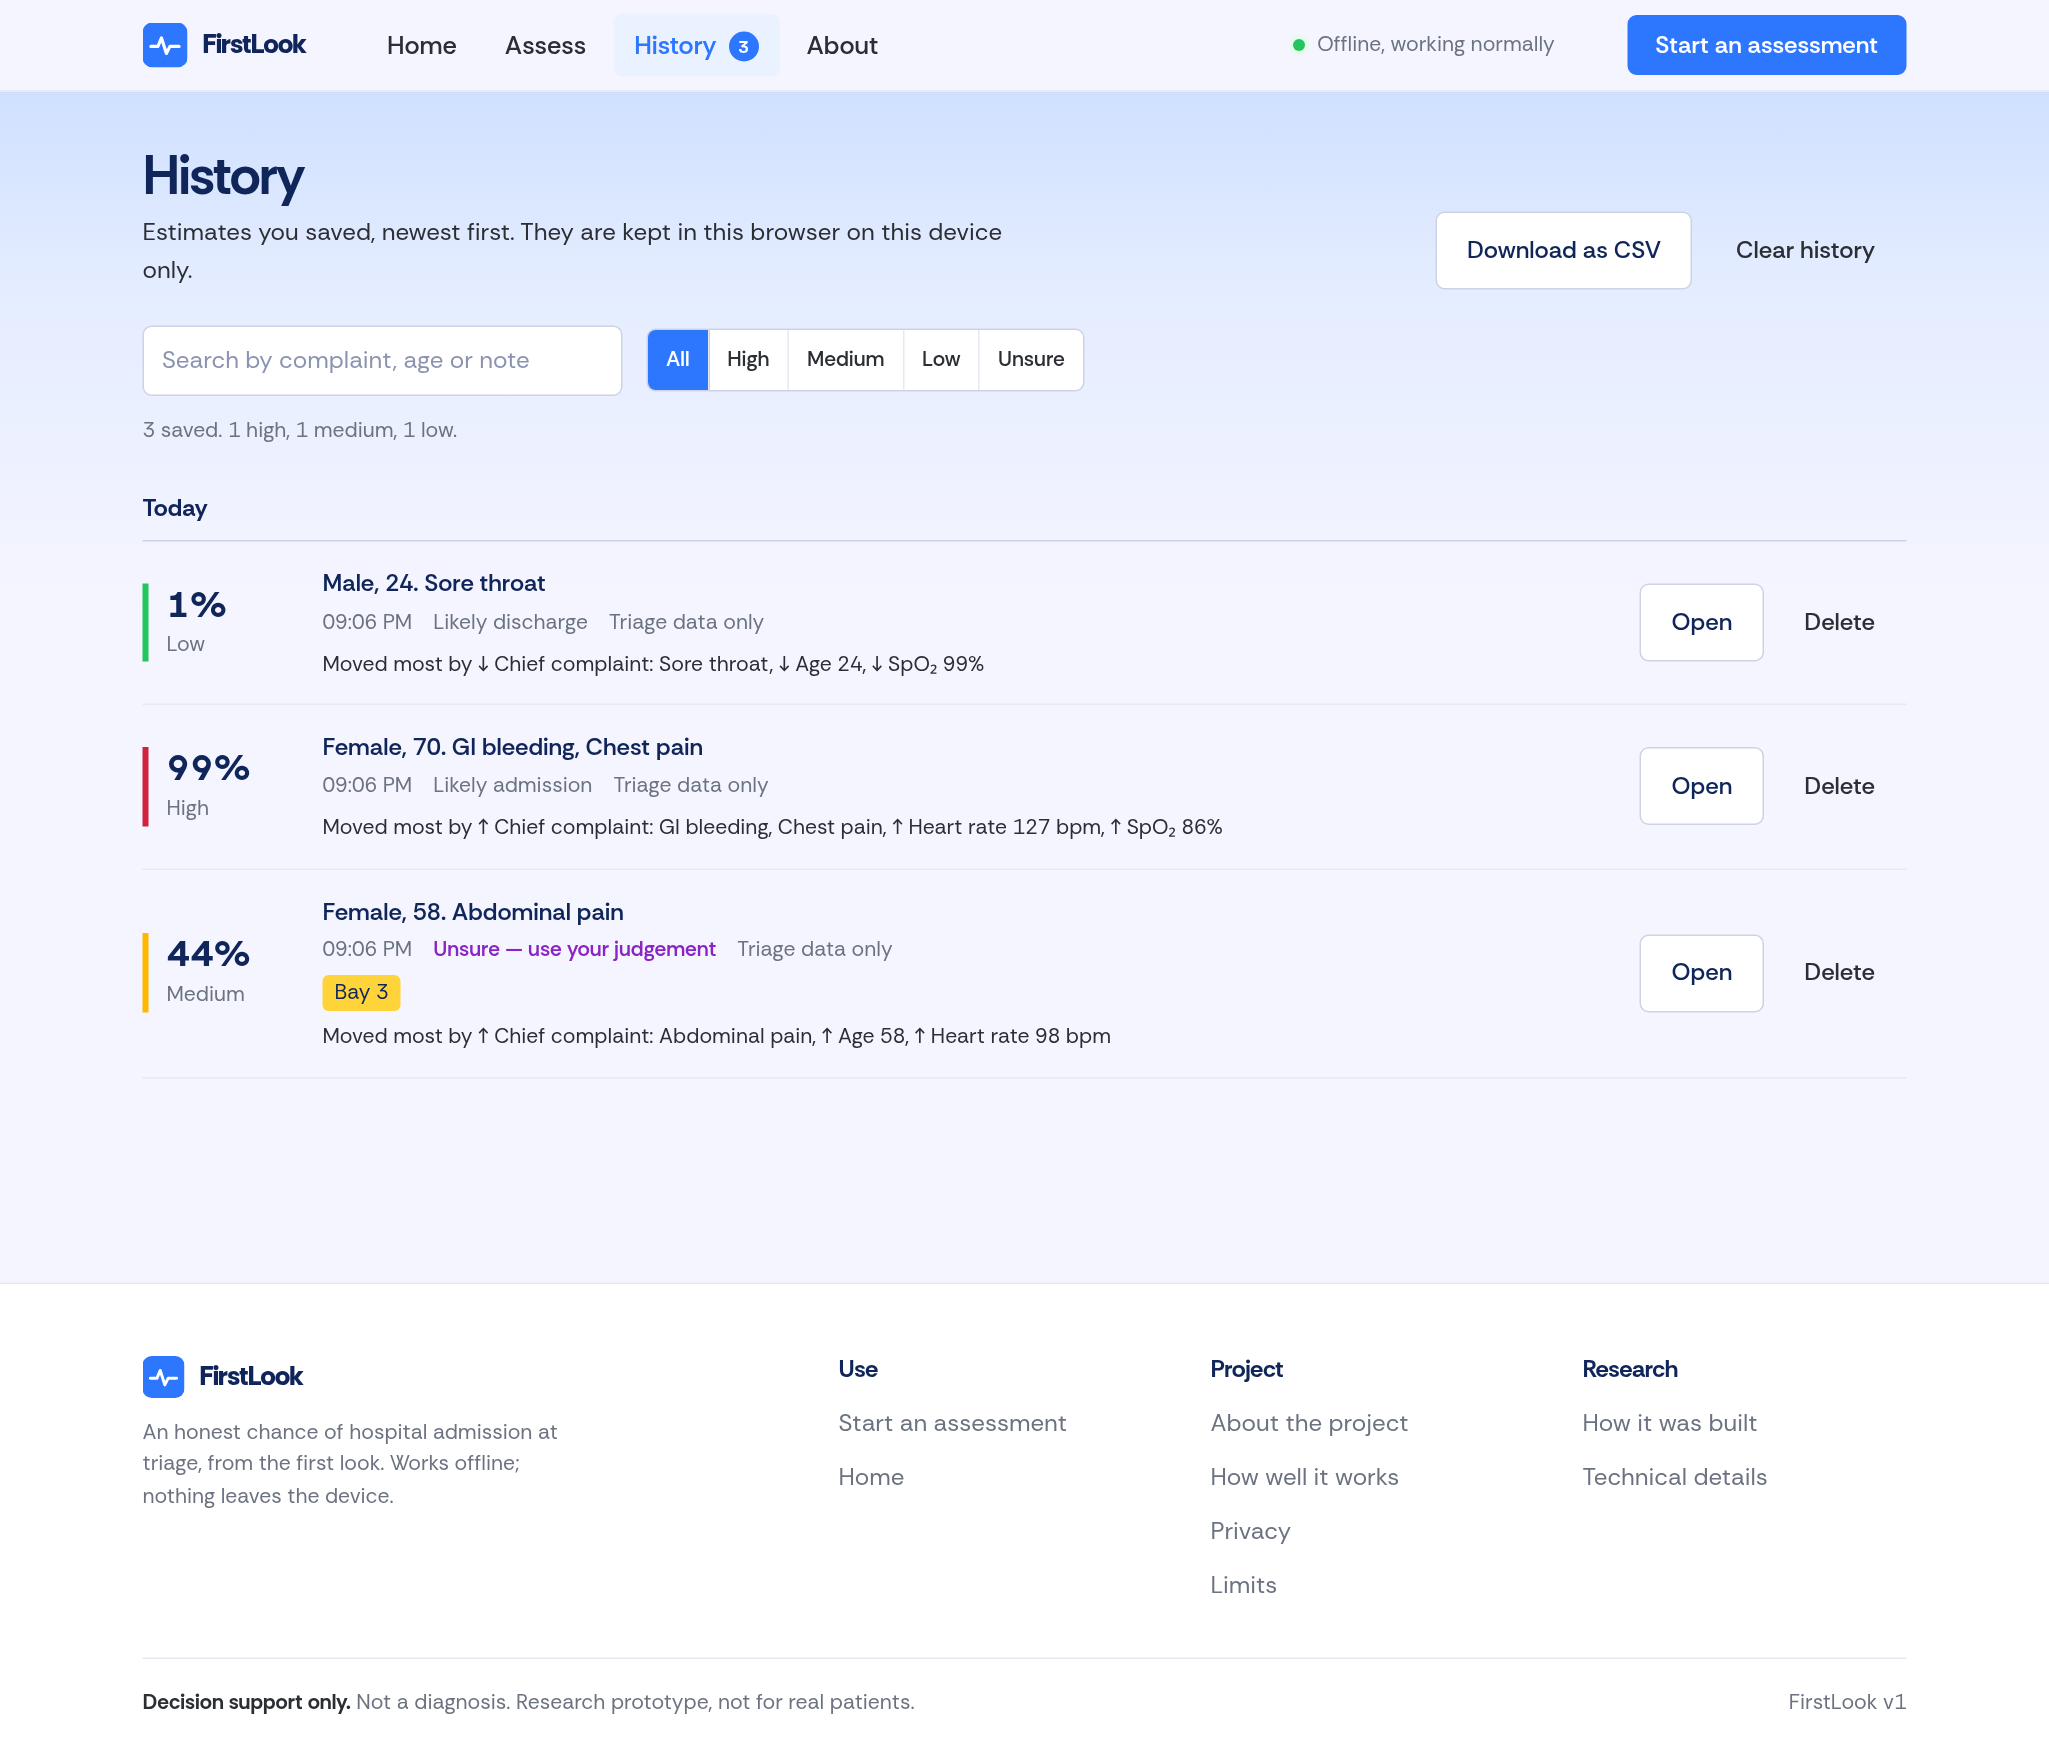 FirstLook
Home
Assess
History 3
About
Offline, working normally
Start an assessment
History
Estimates you saved, newest first. They are kept in this browser on this device
only.
Download as CSV
Clear history
Search by complaint, age or note
All
High
Medium
Low
Unsure
3 saved. 1 high, 1 medium, 1 low.
Today
1%
Low
Male, 24. Sore throat
09:06 PM Likely discharge Triage data only
Moved most by ↓ Chief complaint: Sore throat, ↓ Age 24, ↓ SpO₂ 99%
Open
Delete
99%
High
Female, 70. GI bleeding, Chest pain
09:06 PM Likely admission Triage data only
Moved most by ↑ Chief complaint: GI bleeding, Chest pain, ↑ Heart rate 127 bpm, ↑ SpO₂ 86%
Open
Delete
44%
Medium
Female, 58. Abdominal pain
09:06 PM Unsure — use your judgement Triage data only
Bay 3
Moved most by ↑ Chief complaint: Abdominal pain, ↑ Age 58, ↑ Heart rate 98 bpm
Open
Delete
FirstLook
An honest chance of hospital admission at
triage, from the first look. Works offline;
nothing leaves the device.
Use
Start an assessment
Home
Project
About the project
How well it works
Privacy
Limits
Research
How it was built
Technical details
Decision support only. Not a diagnosis. Research prototype, not for real patients.
FirstLook v1